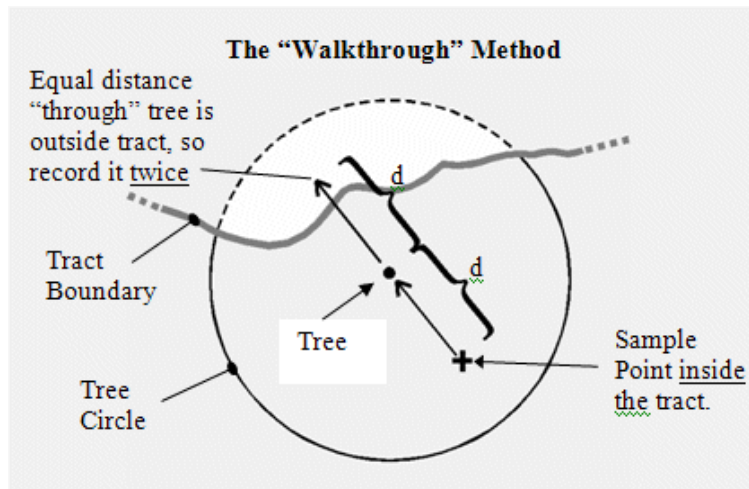 The “Walkthrough” Method
Equal distance
“through” tree is
outside tract, so
record it twice
d
d
Tract
Boundary
Tree
Sample
Point inside
the tract.
Tree
Circle